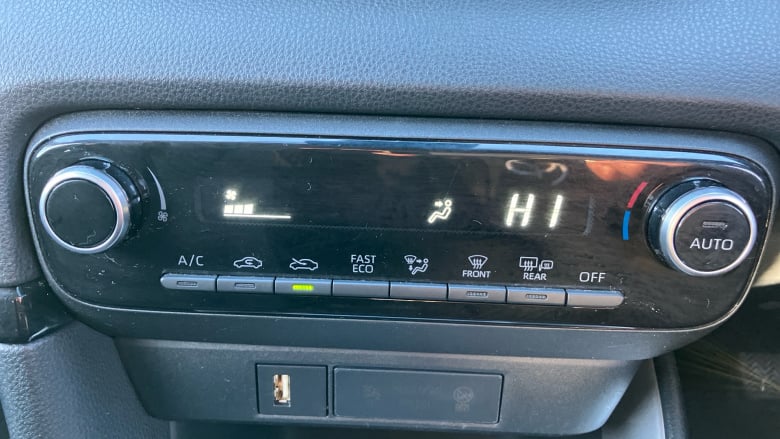 HI
AUTO
A/C
FAST
ECO
FRONT
REAR
OFF